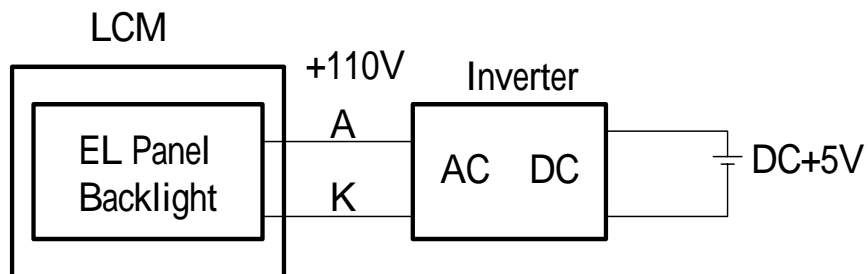 LCM
+110V
Inverter
A
EL Panel
Backlight
AC DC
DC+5V
K